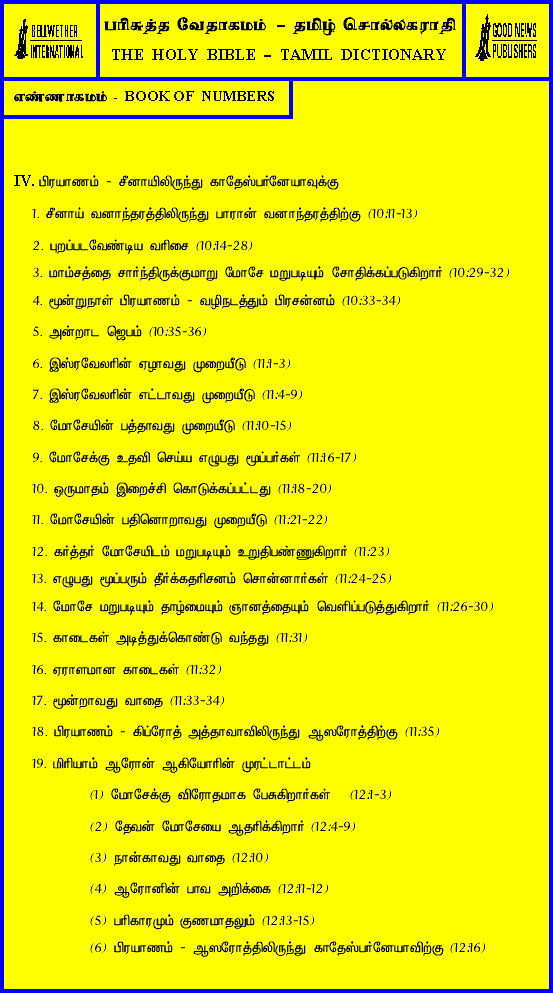 BELLWETHER
INTERNATIONAL
பரிசுத்த வேதாகமம் – தமிழ் சொல்லகராதி
THE HOLY BIBLE – TAMIL DICTIONARY
GOOD NEWS
PUBLISHERS
எண்ணாகமம் - BOOK OF NUMBERS
IV. பிரயாணம் - சீனாயிலிருந்து காதேஸ்பர்னேயாவுக்கு
1. சீனாய் வனாந்தரத்திலிருந்து பாரான் வனாந்தரத்திற்கு (10:11-13)
2. புறப்படவேண்டிய வரிசை (10:14-28)
3. மாம்சத்தை சார்ந்திருக்குமாறு மோசே மறுபடியும் சோதிக்கப்படுகிறார் (10:29-32)
4. மூன்றுநாள் பிரயாணம் - வழிநடத்தும் பிரசன்னம் (10:33-34)
5. அன்றாட ஜெபம் (10:35-36)
6. இஸ்ரவேலரின் ஏழாவது முறையீடு (11:1-3)
7. இஸ்ரவேலரின் எட்டாவது முறையீடு (11:4-9)
8. மோசேயின் பத்தாவது முறையீடு (11:10-15)
9. மோசேக்கு உதவி செய்ய எழுபது மூப்பர்கள் (11:16-17)
10. ஒருமாதம் இறைச்சி கொடுக்கப்பட்டது (11:18-20)
11. மோசேயின் பதினொறாவது முறையீடு (11:21-22)
12. கர்த்தர் மோசேயிடம் மறுபடியும் உறுதிபண்ணுகிறார் (11:23)
13. எழுபது மூப்பரும் தீர்க்கதரிசனம் சொன்னார்கள் (11:24-25)
14. மோசே மறுபடியும் தாழ்மையும் ஞானத்தையும் வெளிப்படுத்துகிறார் (11:26-30)
15. காடைகள் அடித்துக்கொண்டு வந்தது (11:31)
16. ஏராளமான காடைகள் (11:32)
17. மூன்றாவது வாதை (11:33-34)
18. பிரயாணம் - கிப்ரோத் அத்தாவாவிலிருந்து ஆஸரோத்திற்கு (11:35)
19. மிரியாம் ஆரோன் ஆகியோரின் முரட்டாட்டம்
(1) மோசேக்கு விரோதமாக பேசுகிறார்கள் (12:1-3)
(2) தேவன் மோசேயை ஆதரிக்கிறார் (12:4-9)
(3) நான்காவது வாதை (12:10)
(4) ஆரோனின் பாவ அறிக்கை (12:11-12)
(5) பரிகாரமும் குணமாதலும் (12:13-15)
(6) பிரயாணம் - ஆஸரோத்திலிருந்து காதேஸ்பர்னேயாவிற்கு (12:16)